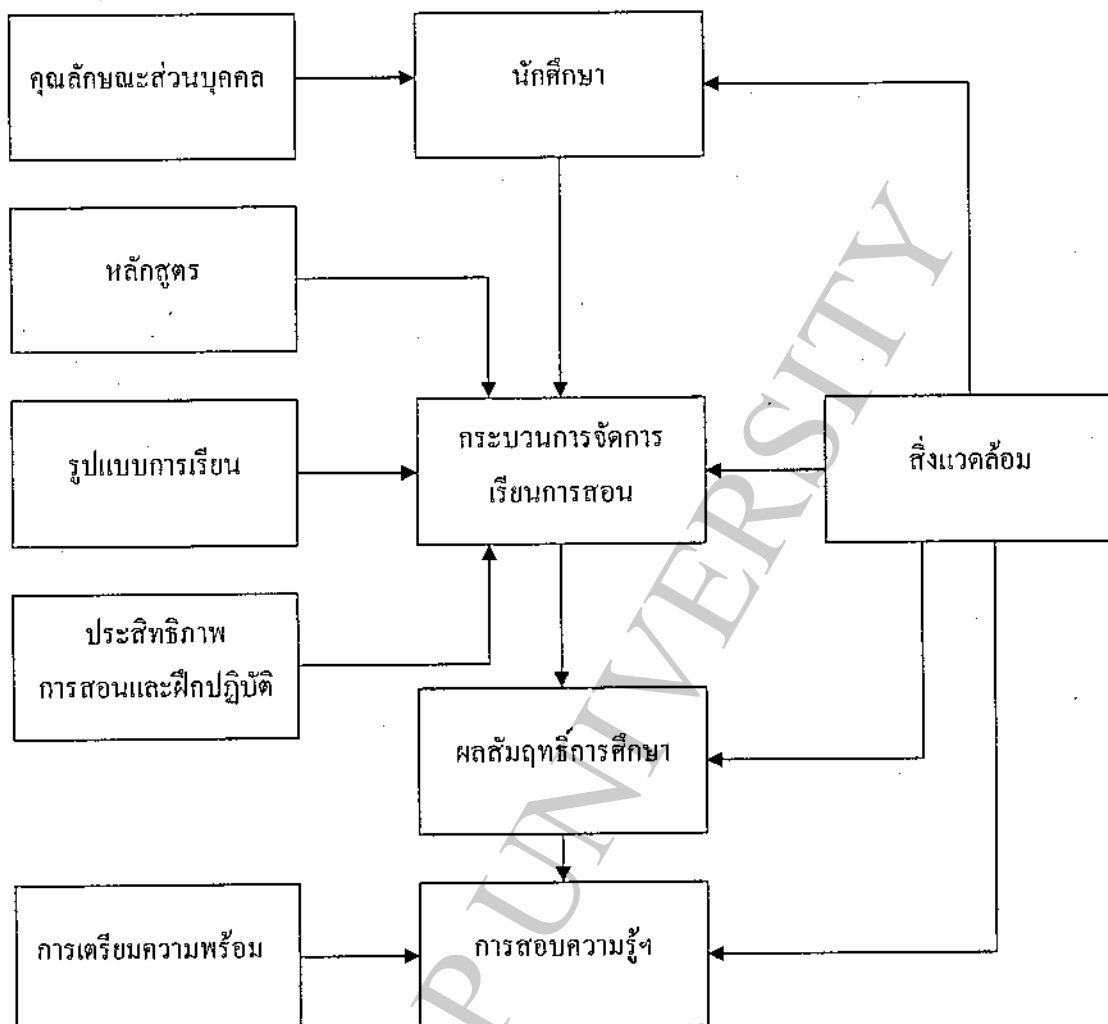 คุณลักษณะส่วนบุคคล
นักศึกษา
หลักสูตร
รูปแบบการเรียน
กระบวนการจัดการ
เรียนการสอน
สิ่งแวดล้อม
ประสิทธิภาพ
การสอนและฝึกปฏิบัติ
ผลสัมฤทธิ์การศึกษา
การเตรียมความพร้อม
การสอบความรู้ฯ
P UNIVERSITY